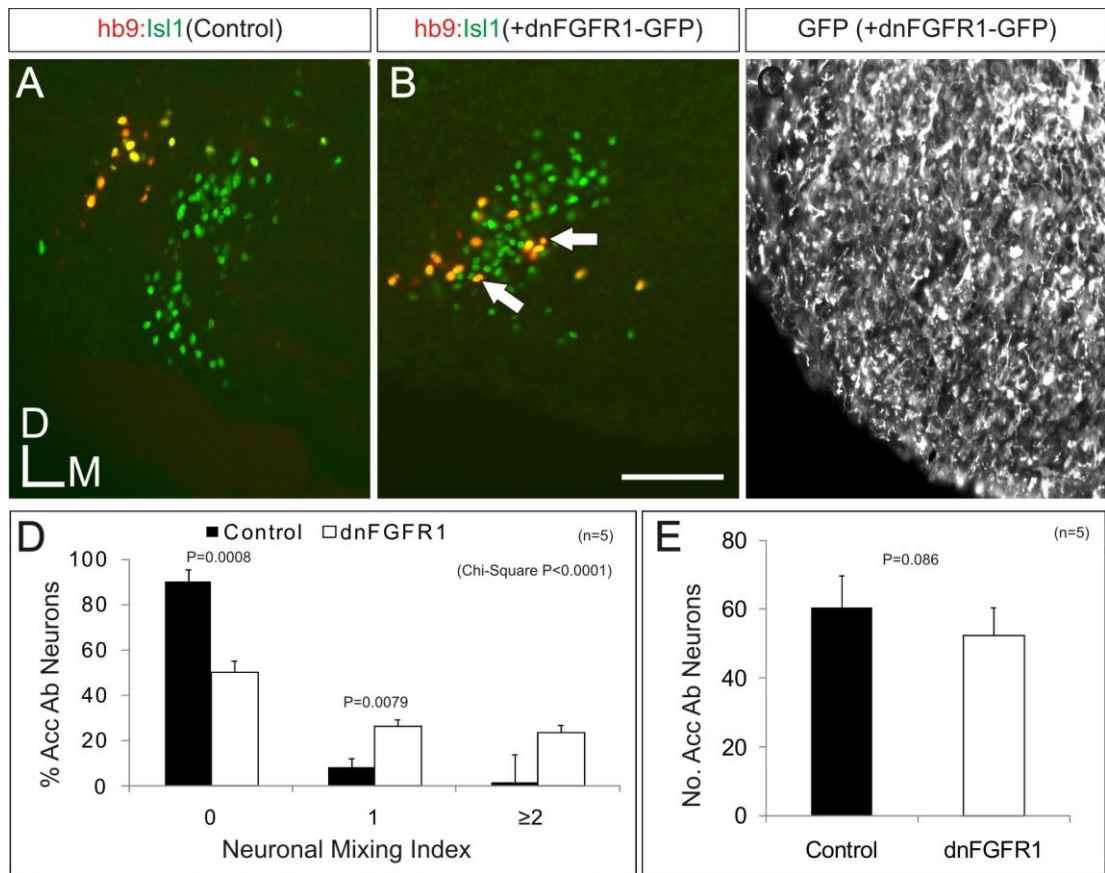 hb9:Isl1(Control)
hb9:Isl1(+dnFGFR1-GFP)
GFP (+dnFGFR1-GFP)
A
B
C
D
M
D
Control
dnFGFR1
(n=5)
P=0.0008
(Chi-Square P<0.0001)
% Acc Ab Neurons
100
80
60
40
20
0
P=0.0079
0
1
≥2
Neuronal Mixing Index
E
(n=5)
P=0.086
No. Acc Ab Neurons
80
60
40
20
0
Control
dnFGFR1